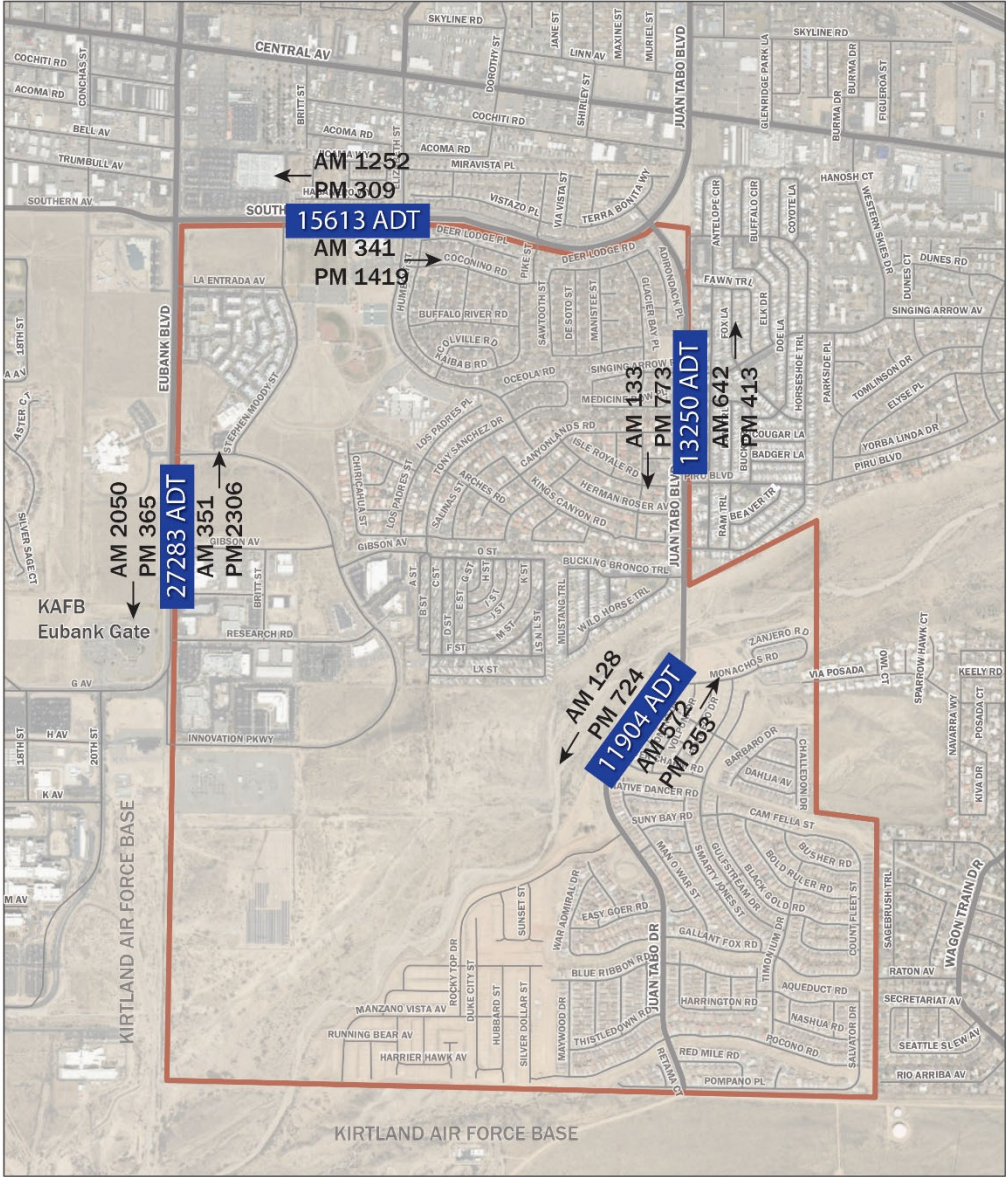 SKYLINE RD
CENTRAL AV
COCHITI RD
CONCHAS ST
ACOMA RD
BELL AV
TRUMBULL AV
SOUTHERN AV
BRITT ST
DOROTHY ST
JANE ST
LINN AV
MAXINE ST
MURIEL ST
SHIRLEY ST
JUAN TABO BLVD
SKYLINE RD
GLENRIDGE PARK LA
BURMA DR
BURMA DR
FIGUEROA ST
COCHITI RD
ACOMA RD
ACOMA RD
MIRAVISTA PL
VISTAZO PL
VIA VISTA ST
TERRA BONITA WY
AM 1252
PM 309
15613 ADT
AM 341
PM 1419
HANOSH CT
WESTERN SKIES DR
ANTELOPE CIR
BUFFALO CIR
COYOTE LA
DUNES CT
DUNES RD
SINGING ARROW AV
DEER LODGE PL
DEER LODGE RD
PIKE ST
COCONINO RD
LA ENTRADA AV
EUBANK BLVD
18TH ST
BUFFALO RIVER RD
SAWTOOTH ST
DE SOTO ST
MANISTEE ST
GLACIER BAY PL
ADIRONDACK PL
FAWN TRL
FOX LA
ELK DR
DOE LA
HORSESHOE TRL
PARKSIDE PL
TOMLINSON DR
ELYSE PL
COLVILLE RD
KAIBAB RD
OCEOLA RD
STEPHEN MOODY ST
AM 133
PM 773
13250 ADT
AM 642
PM 413
LOS PADRES PL
TONY SANCHEZ DR
CANYONLANDS RD
ISLE ROYALE RD
HERMAN ROSER AV
KINGS CANYON RD
ARCHES RD
SALINAS ST
LOS PADRES ST
CHIRICAHUA ST
COUGAR LA
BADGER LA
PIRU BLVD
YORBA LINDA DR
RAM TRL
BEAVER TR
JUAN TABO BLVD
SILVER SAGE CT
AM 2050
PM 365
27283 ADT
AM 351
PM 2306
GIBSON AV
GIBSON AV
KAFB
Eubank Gate
BRITT ST
RESEARCH RD
O ST
A ST
B ST
C ST
D ST
E ST
F ST
G ST
H ST
I ST
J ST
K ST
L ST
M ST
N ST
LX ST
BUCKING BRONCO TRL
MUSTANG TRL
WILD HORSE TRL
G AV
H AV
18TH ST
20TH ST
K AV
M AV
INNOVATION PKWY
AM 128
PM 724
11904 ADT
AM 572
PM 353
ZANJERO RD
MONACHOS RD
VIA POSADA
OWL CT
SPARROW HAWK CT
KEELY RD
NAVARRA WY
POSADA CT
KIVA DR
BARBARO DR
DAHLIA AV
CHALLEDON DR
CAM FELLA ST
SUNY BAY RD
MAN O WAR ST
SMARTY JONES ST
GULFSTREAM DR
BLACK GOLD RD
BOLD RULER RD
BUSHER RD
COUNT FLEET ST
SAGEBRUSH TRL
WAGON TRAIN DR
KIRTLAND AIR FORCE BASE
SUNSET ST
WAR ADMIRAL DR
EASY GOER RD
GALLANT FOX RD
TIMONIUM DR
BLUE RIBBON RD
JUAN TABO DR
ROCKY TOP DR
DUKE CITY ST
HUBBARD ST
SILVER DOLLAR ST
MAYWOOD DR
THISTLEDOWN RD
HARRINGTON RD
AQUEDUCT RD
NASHUA RD
POCONO RD
SALVATOR DR
RATON AV
SECRETARIAT AV
SEATTLE SLEW AV
RIO ARRIBA AV
MANZANO VISTA AV
RUNNING BEAR AV
HARRIER HAWK AV
RETAMA CT
RED MILE RD
POMPANO PL
KIRTLAND AIR FORCE BASE